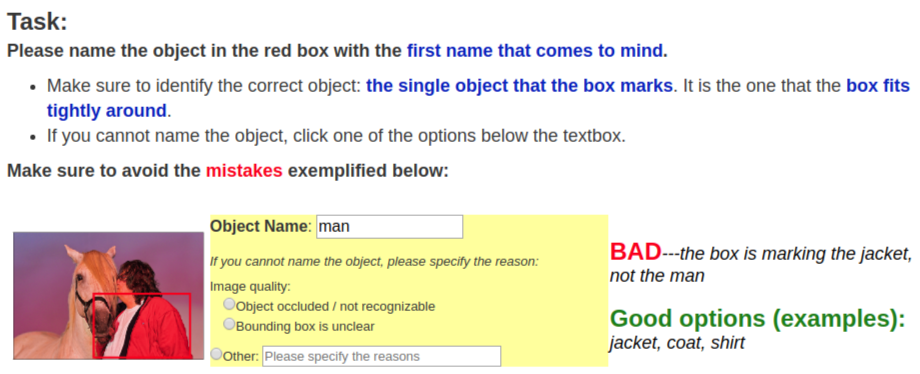 Task:
Please name the object in the red box with the first name that comes to mind.
• Make sure to identify the correct object: the single object that the box marks. It is the one that the box fits
tightly around.
• If you cannot name the object, click one of the options below the textbox.
Make sure to avoid the mistakes exemplified below:
Object Name: man
If you cannot name the object, please specify the reason:
Image quality:
Object occluded / not recognizable
Bounding box is unclear
Other: Please specify the reasons
BAD---the box is marking the jacket,
not the man
Good options (examples):
jacket, coat, shirt